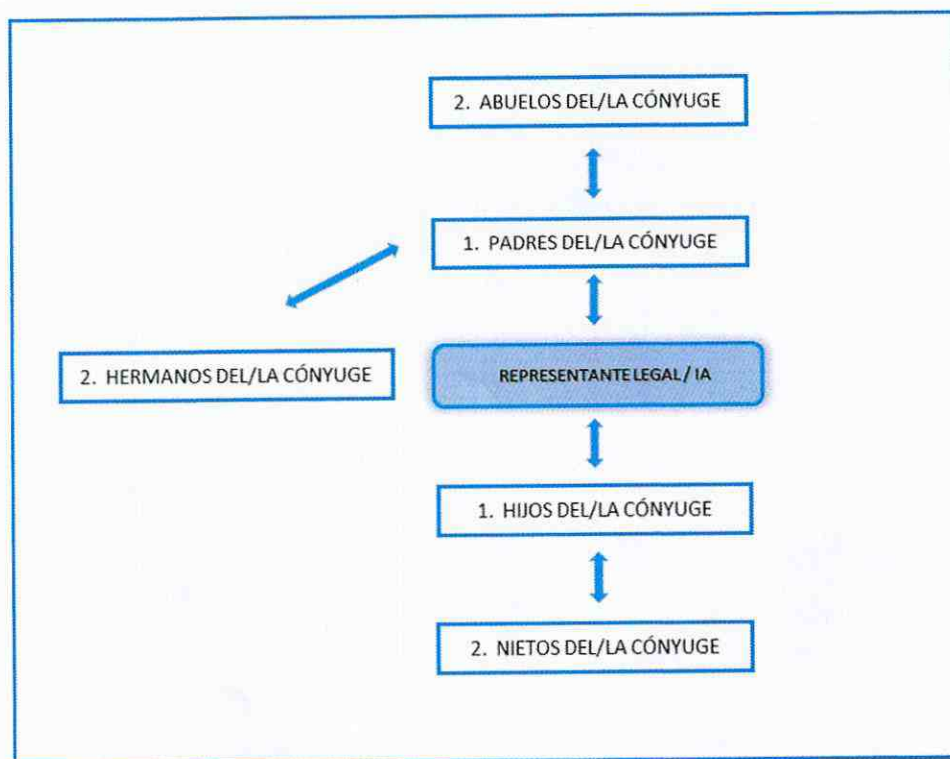 2. ABUELOS DEL/LA CÓNYUGE
1. PADRES DEL/LA CÓNYUGE
2. HERMANOS DEL/LA CÓNYUGE
REPRESENTANTE LEGAL / IA
1. HIJOS DEL/LA CÓNYUGE
2. NIETOS DEL/LA CÓNYUGE